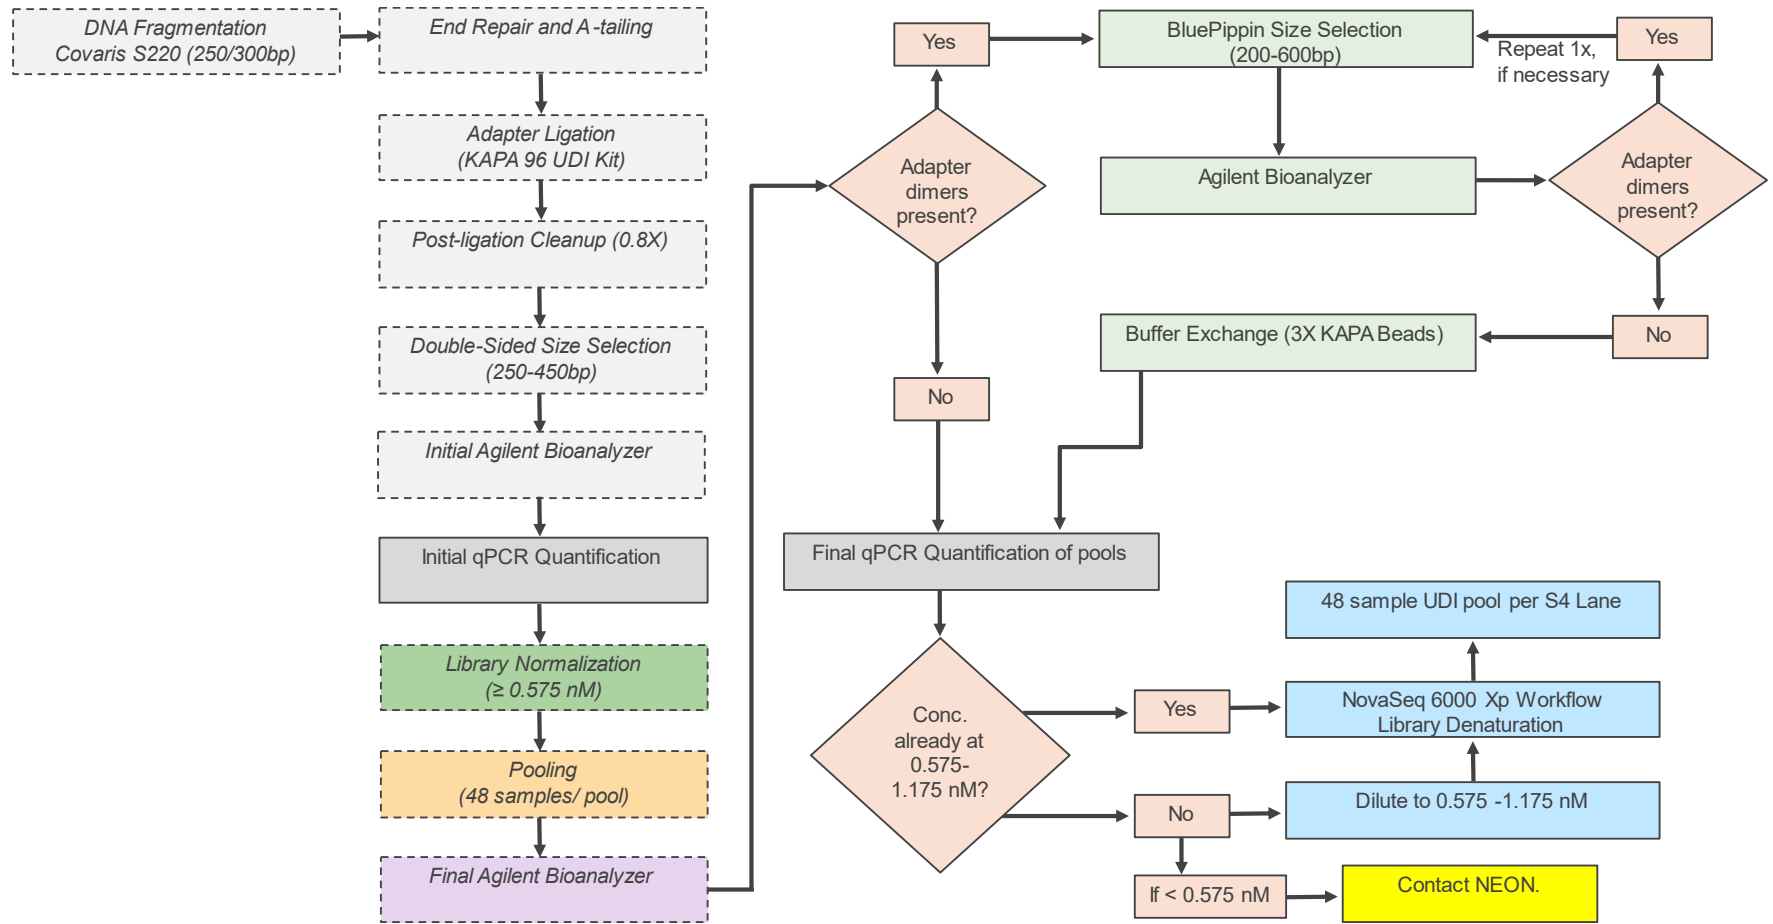 DNA Fragmentation
Covaris S220 (250/300bp)
End Repair and A-tailing
Adapter Ligation
(KAPA 96 UDI Kit)
Post-ligation Cleanup (0.8X)
Double-Sided Size Selection
(250-450bp)
Initial Agilent Bioanalyzer
Initial qPCR Quantification
Library Normalization
(≥ 0.575 nM)
Pooling
(48 samples/ pool)
Final Agilent Bioanalyzer
Adapter
dimers
present?
Yes
No
BluePippin Size Selection
(200-600bp)
Agilent Bioanalyzer
Adapter
dimers
present?
Yes
Repeat 1x,
if necessary
No
Buffer Exchange (3X KAPA Beads)
Final qPCR Quantification of pools
Conc.
already at
0.575-
1.175 nM?
Yes
No
If < 0.575 nM
Contact NEON.
Dilute to 0.575 -1.175 nM
NovaSeq 6000 Xp Workflow
Library Denaturation
48 sample UDI pool per S4 Lane